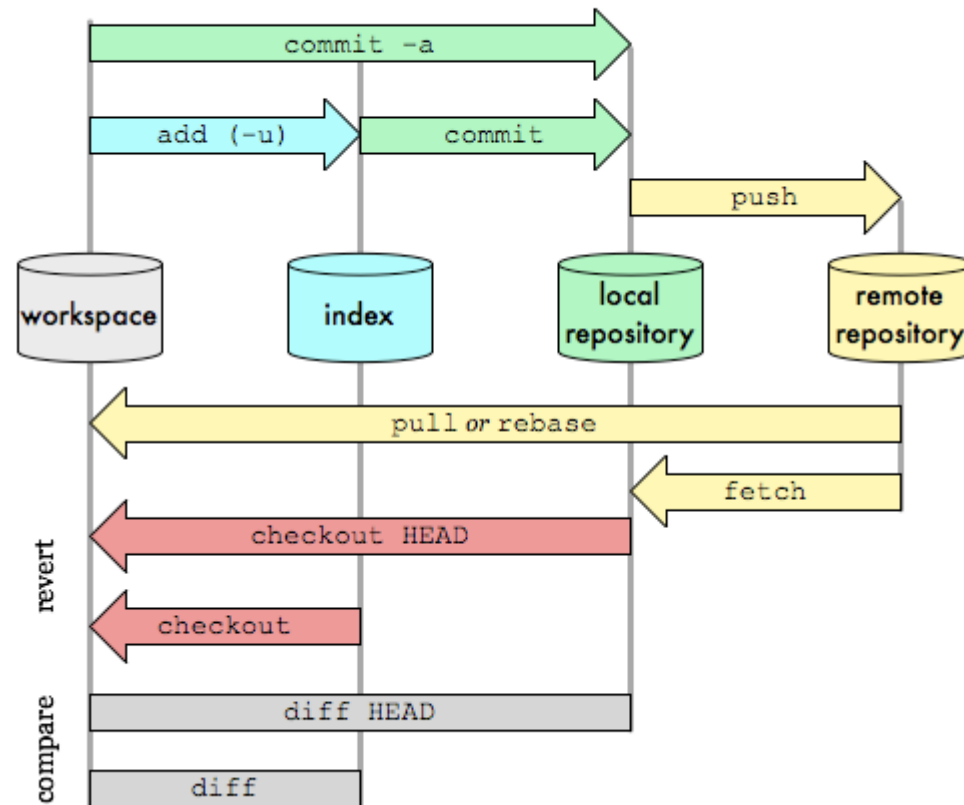 commit -a
add (-u)
commit
push
workspace
index
local
repository
remote
repository
pull or rebase
fetch
revert
checkout HEAD
checkout
compare
diff HEAD
diff